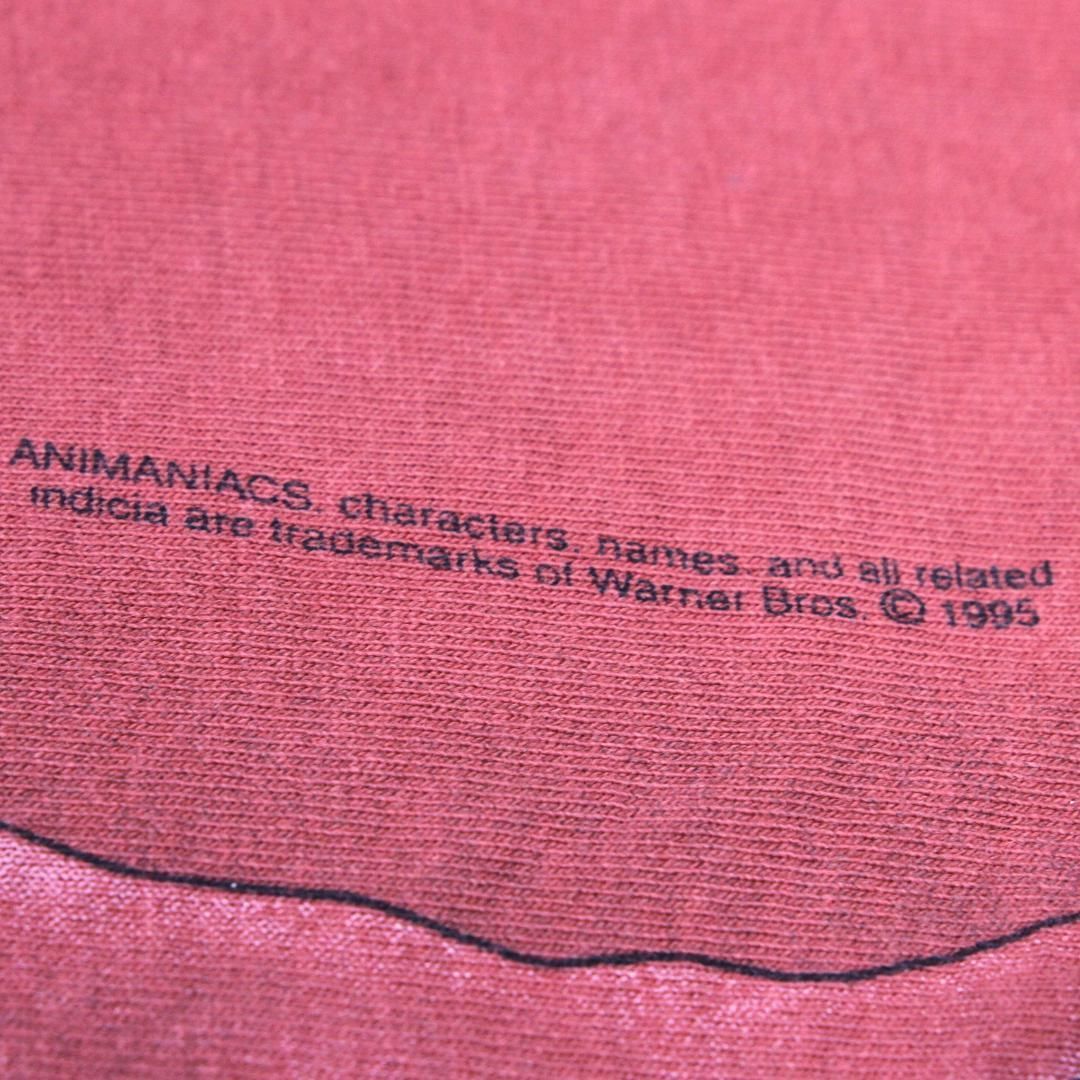 ANIMANIACS, characters, names, and all related
indicia are trademarks of Warner Bros. © 1995